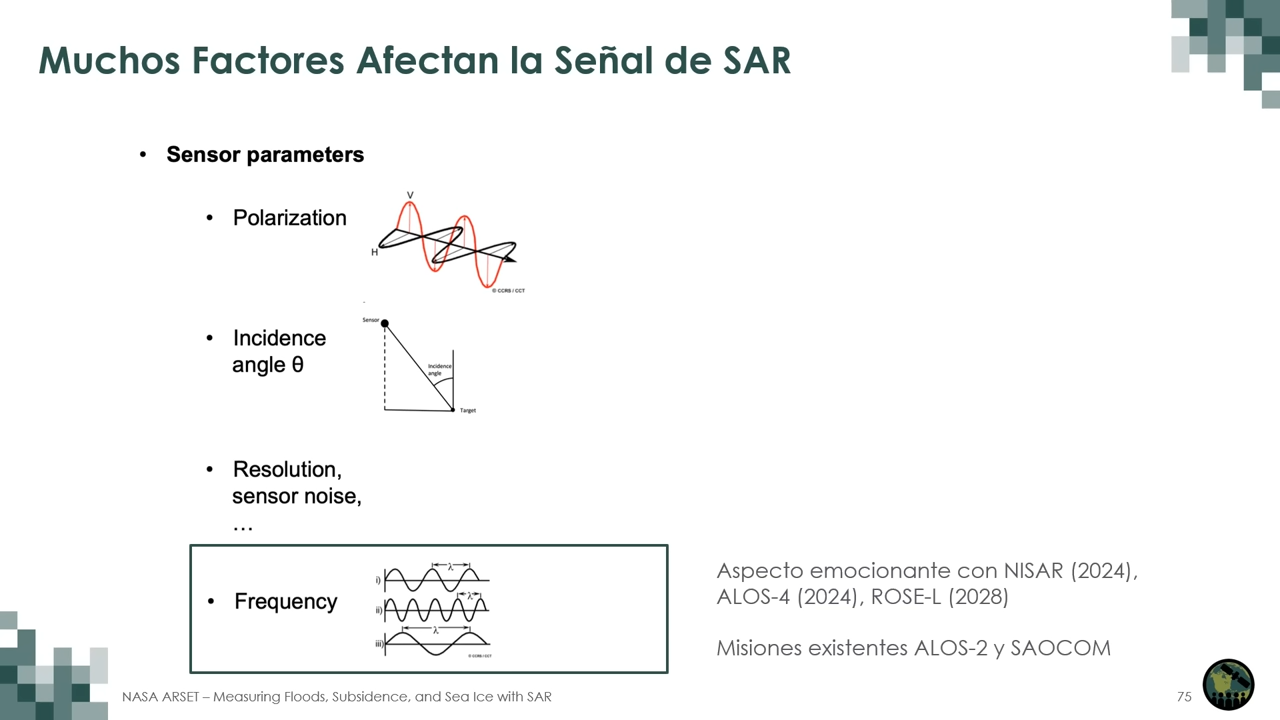 Muchos Factores Afectan la Señal de SAR
• Sensor parameters
• Polarization
V
H
© CCRS / CCT
• Incidence
angle θ
Sensor
Incidence
angle
Target
• Resolution,
sensor noise,
…
• Frequency
i)
λ
ii)
λ
iii)
λ
© CCRS / CCT
Aspecto emocionante con NISAR (2024),
ALOS-4 (2024), ROSE-L (2028)
Misiones existentes ALOS-2 y SAOCOM
NASA ARSET – Measuring Floods, Subsidence, and Sea Ice with SAR
75